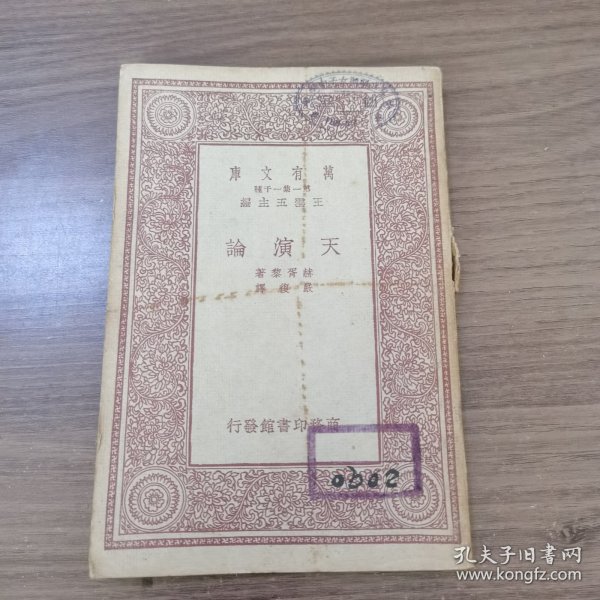 萬有文庫
第一集一千種
王雲五主編
天演論
赫胥黎著
嚴復譯
商務印書館發行
0302
孔夫子旧书网
www.kongfz.com